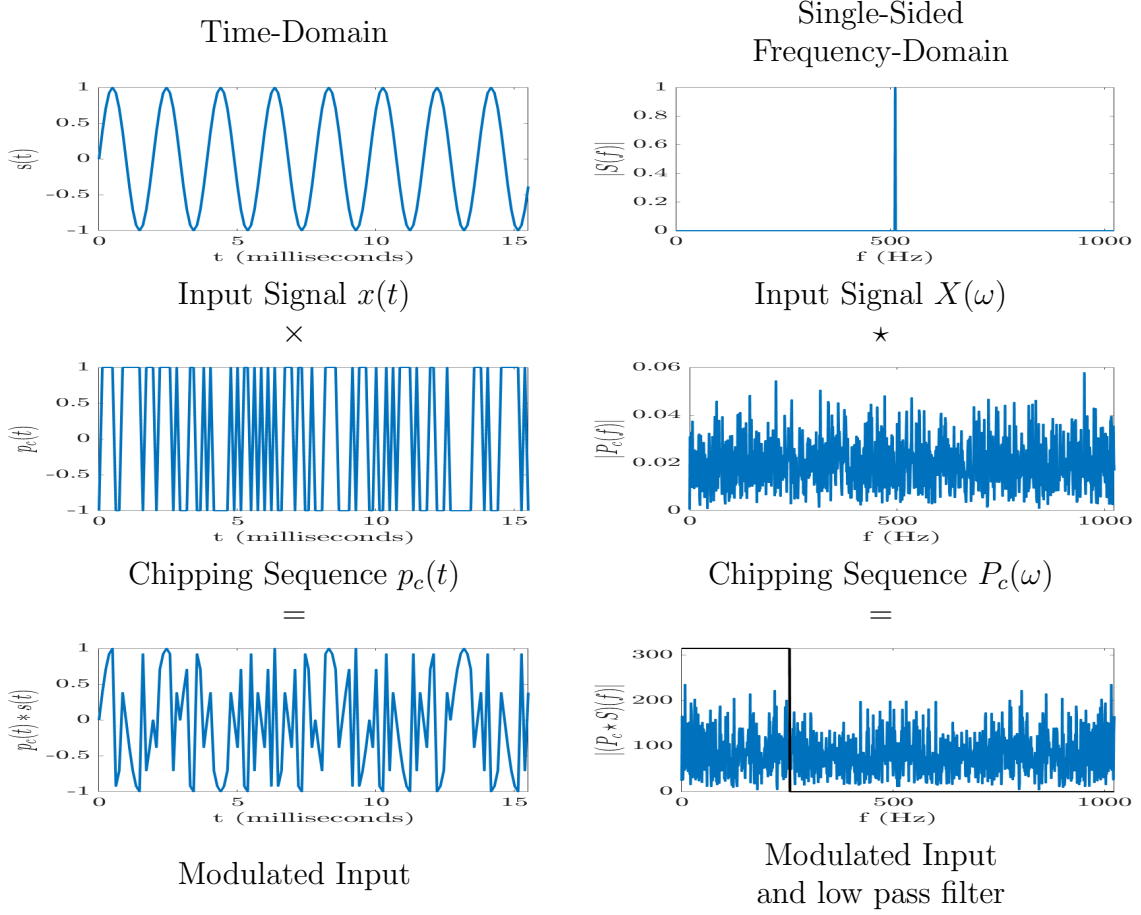 Time-Domain
Single-Sided
Frequency-Domain
1
0.5
0
-0.5
-1
s(t)
0 5 10 15
t (milliseconds)
1
0.8
0.6
0.4
0.2
0
|S(f)|
0 500 1000
f (Hz)
Input Signal x(t)
Input Signal X(ω)
×
⋆
1
0.5
0
-0.5
-1
p_c(t)
0 5 10 15
t (milliseconds)
0.06
0.04
0.02
0
|P_c(f)|
0 500 1000
f (Hz)
Chipping Sequence p_c(t)
Chipping Sequence P_c(ω)
=
=
1
0.5
0
-0.5
-1
p_c(t) * s(t)
0 5 10 15
t (milliseconds)
300
200
100
0
|(P_c ⋆ S)(f)|
0 500 1000
f (Hz)
Modulated Input
Modulated Input
and low pass filter